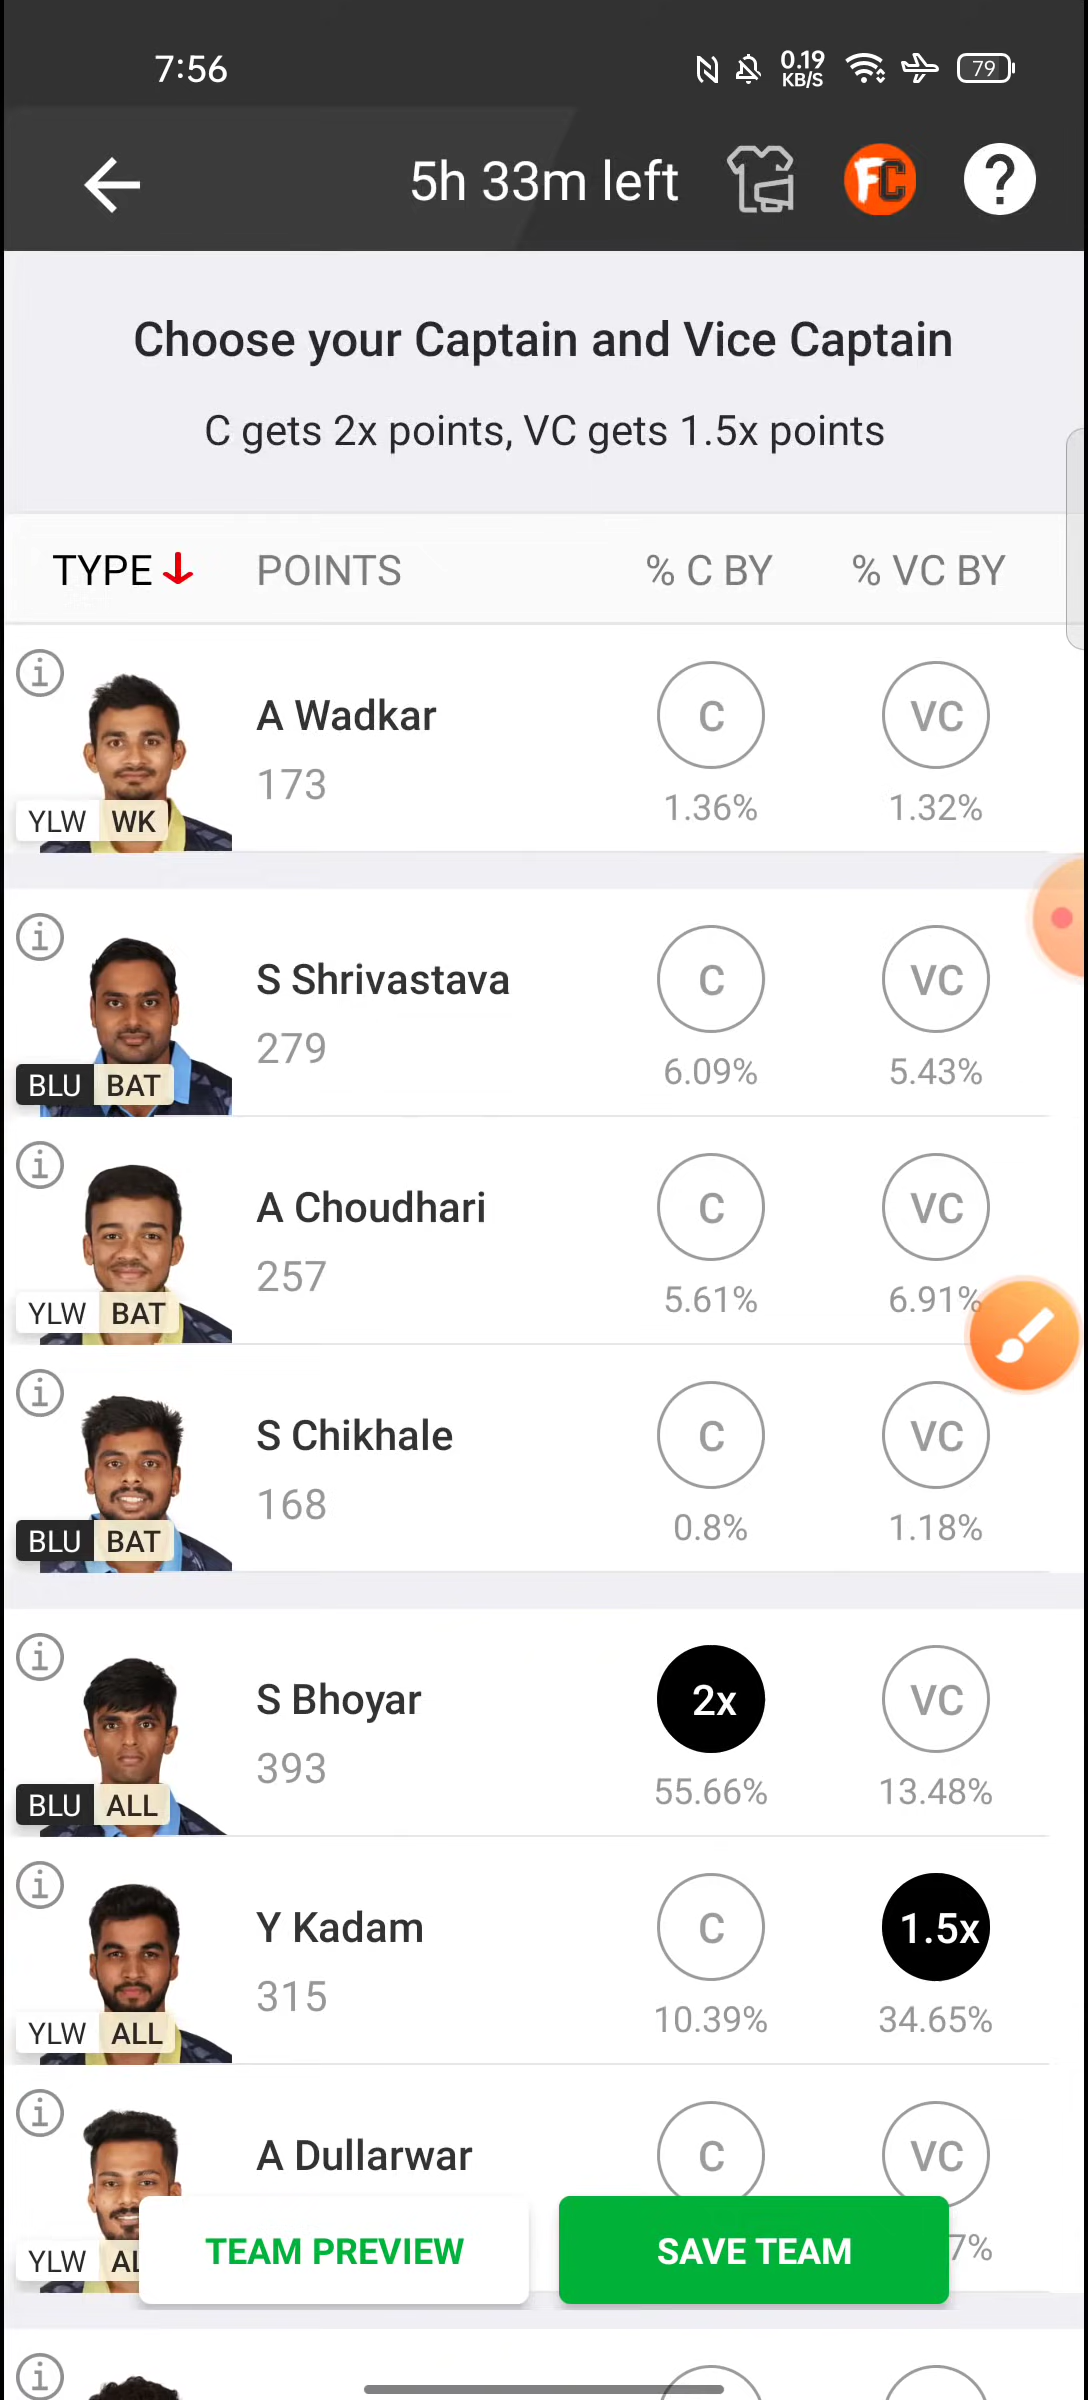 7:56
0.19
KB/S
79
5h 33m left
FC
?
Choose your Captain and Vice Captain
C gets 2x points, VC gets 1.5x points
TYPE POINTS % C BY % VC BY
A Wadkar C VC
173 1.36% 1.32%
YLW WK
S Shrivastava C VC
279 6.09% 5.43%
BLU BAT
A Choudhari C VC
257 5.61% 6.91%
YLW BAT
S Chikhale C VC
168 0.8% 1.18%
BLU BAT
S Bhoyar 2x VC
393 55.66% 13.48%
BLU ALL
Y Kadam C 1.5x
315 10.39% 34.65%
YLW ALL
A Dullarwar C VC
7%
YLW
TEAM PREVIEW SAVE TEAM